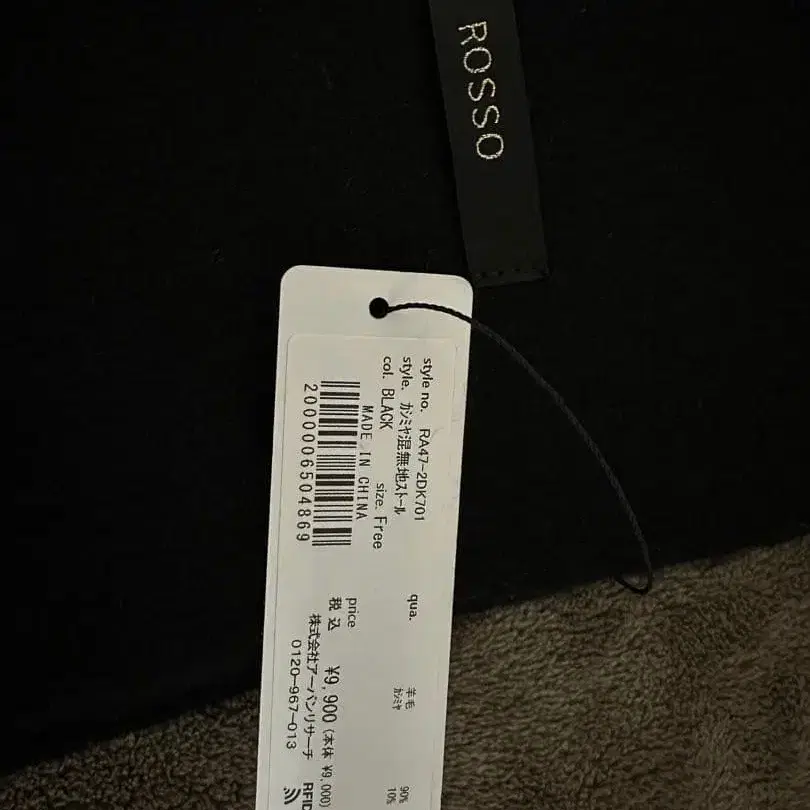 ROSSO
style no. RA47-2DK701
style. カシミヤ混無地ストール
col. BLACK size. Free
MADE IN CHINA
2000006504869
qua. 羊毛 90%
カシミヤ 10%
price
税込 ¥9,900 (本体 ¥9,000)
株式会社アーバンリサーチ
0120-967-013
RFID